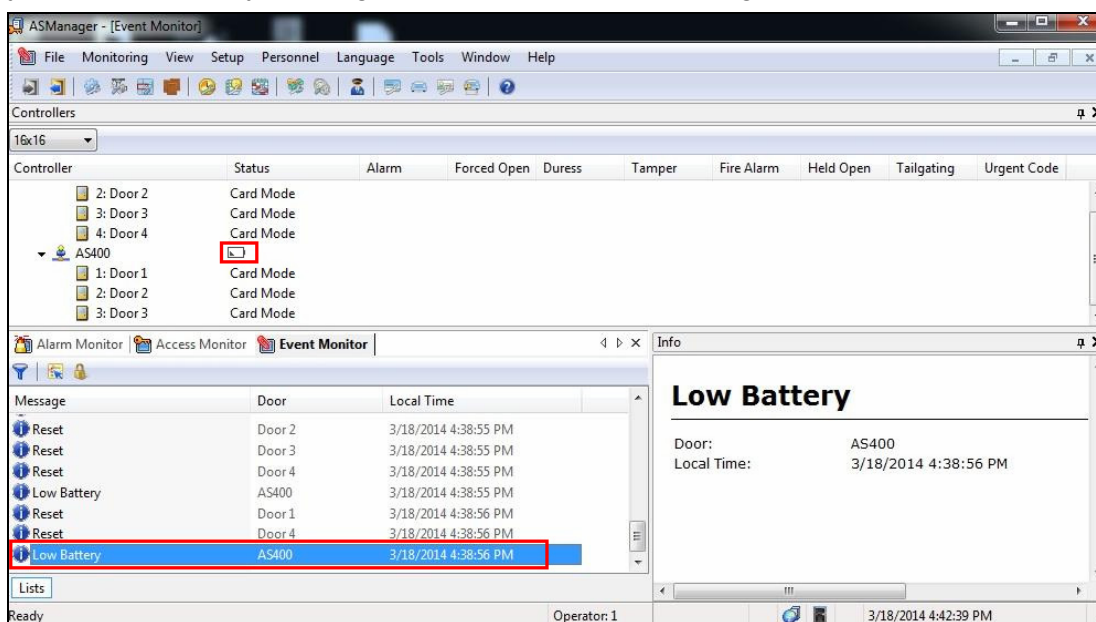 ASManager - [Event Monitor]
File Monitoring View Setup Personnel Language Tools Window Help
Controllers
16x16
Controller Status Alarm Forced Open Duress Tamper Fire Alarm Held Open Tailgating Urgent Code
2: Door 2 Card Mode
3: Door 3 Card Mode
4: Door 4 Card Mode
AS400
1: Door 1 Card Mode
2: Door 2 Card Mode
3: Door 3 Card Mode
Alarm Monitor Access Monitor Event Monitor
Message Door Local Time
Reset Door 2 3/18/2014 4:38:55 PM
Reset Door 3 3/18/2014 4:38:55 PM
Reset Door 4 3/18/2014 4:38:55 PM
Low Battery AS400 3/18/2014 4:38:55 PM
Reset Door 1 3/18/2014 4:38:56 PM
Reset Door 4 3/18/2014 4:38:56 PM
Low Battery AS400 3/18/2014 4:38:56 PM
Lists
Info
Low Battery
Door: AS400
Local Time: 3/18/2014 4:38:56 PM
Ready Operator: 1 3/18/2014 4:42:39 PM